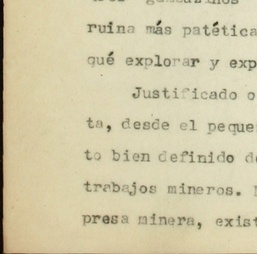 ruina más patética
qué explorar y exp
Justificado o
ta, desde el peque
to bien definido d
trabajos mineros.
presa minera, exist